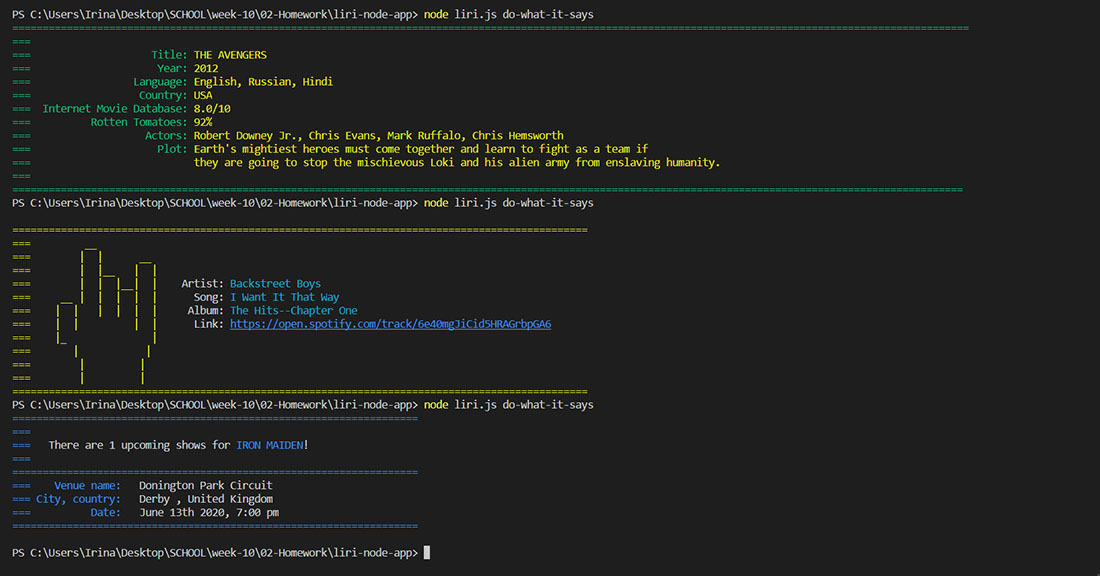 PS C:\Users\Irina\Desktop\SCHOOL\week-10\02-Homework\liri-node-app> node liri.js do-what-it-says
===
=== Title: THE AVENGERS
=== Year: 2012
=== Language: English, Russian, Hindi
=== Country: USA
=== Internet Movie Database: 8.0/10
=== Rotten Tomatoes: 92%
=== Actors: Robert Downey Jr., Chris Evans, Mark Ruffalo, Chris Hemsworth
=== Plot: Earth's mightiest heroes must come together and learn to fight as a team if
=== they are going to stop the mischievous Loki and his alien army from enslaving humanity.
===
PS C:\Users\Irina\Desktop\SCHOOL\week-10\02-Homework\liri-node-app> node liri.js do-what-it-says
===
===
===
=== Artist: Backstreet Boys
=== Song: I Want It That Way
=== Album: The Hits--Chapter One
=== Link: https://open.spotify.com/track/6e40mgJiCid5HRAGrbpGA6
===
===
===
===
PS C:\Users\Irina\Desktop\SCHOOL\week-10\02-Homework\liri-node-app> node liri.js do-what-it-says
===
=== There are 1 upcoming shows for IRON MAIDEN!
===
=== Venue name: Donington Park Circuit
=== City, country: Derby , United Kingdom
=== Date: June 13th 2020, 7:00 pm
PS C:\Users\Irina\Desktop\SCHOOL\week-10\02-Homework\liri-node-app>